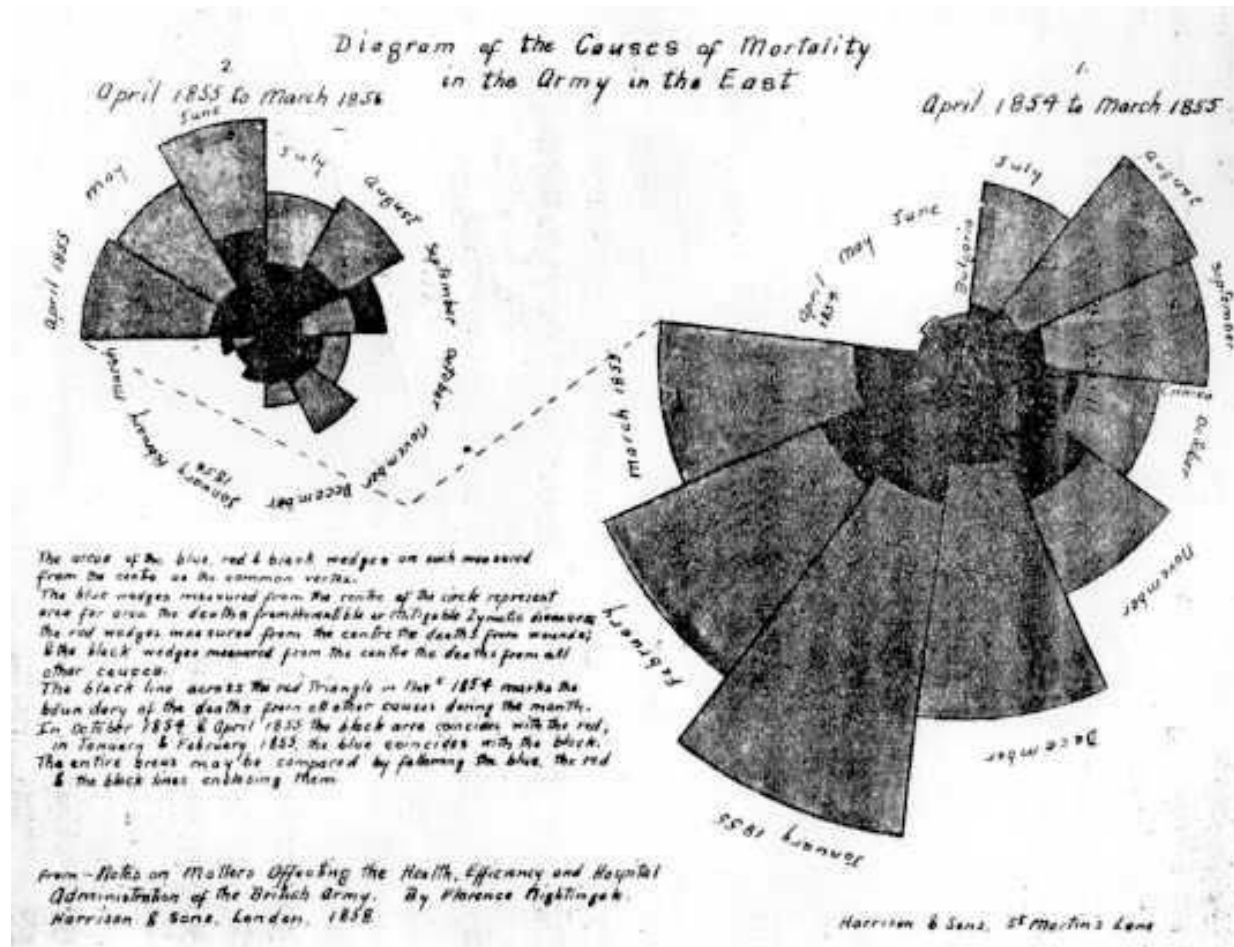 Diagram of the Causes of Mortality
in the Army in the East
2.
April 1855 to March 1856
1.
April 1854 to March 1855
April 1855
May
June
July
August
September
October
November
December
January
1856
February
March
April
1854
May
June
Bulgaria
July
August
September
Crimea
October
November
December
January 1855
February
March 1855
The areas of the blue, red & black wedges are each measured
from the centre as the common vertex.
The blue wedges measured from the centre of the circle represent
area for area the deaths from Preventible or Mitigable Zymotic diseases,
the red wedges measured from the centre the deaths from wounds,
& the black wedges measured from the centre the deaths from all
other causes.
The black line across the red Triangle in Novr 1854 marks the
boundery of the deaths from all other causes during the month.
In October 1854 & April 1855 the black area coincides with the red,
in January & February 1855 the blue coincides with the black.
The entire areas may be compared by following the blue, the red
& the black lines enclosing them
From - Notes on Matters Affecting the Health, Efficiency and Hospital
Administration of the British Army. By Florence Nightingale.
Harrison & Sons, London, 1858
Harrison & Sons, St Martins Lane